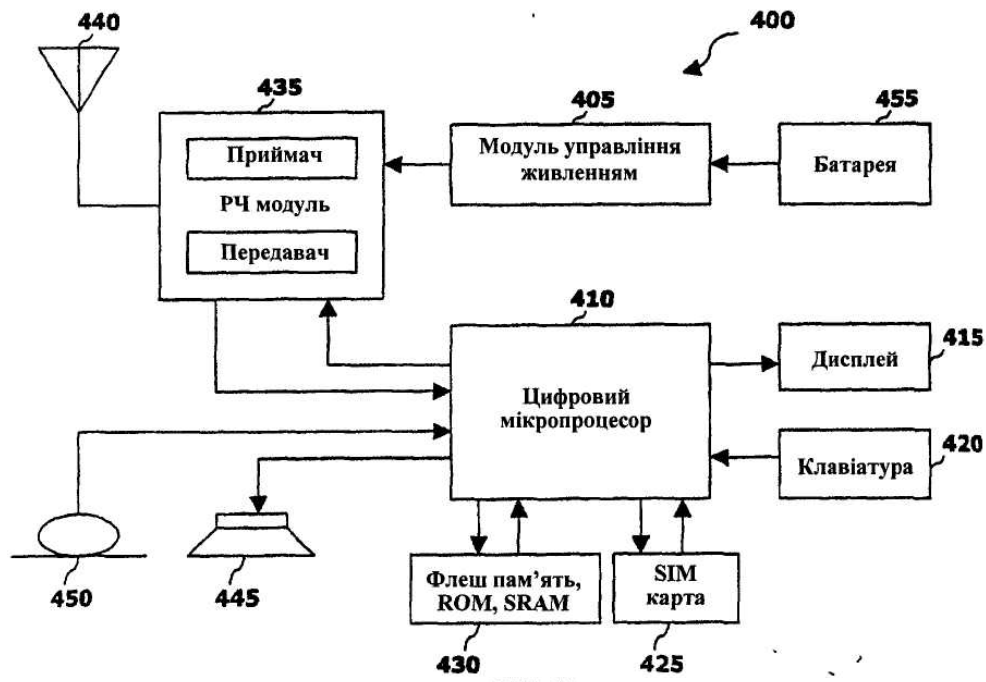 440
400
435
405
455
Приймач
РЧ модуль
Передавач
Модуль управління
живленням
Батарея
410
415
Цифровий
мікропроцесор
Дисплей
420
Клавіатура
450
445
Флеш пам’ять,
ROM, SRAM
SIM
карта
430
425